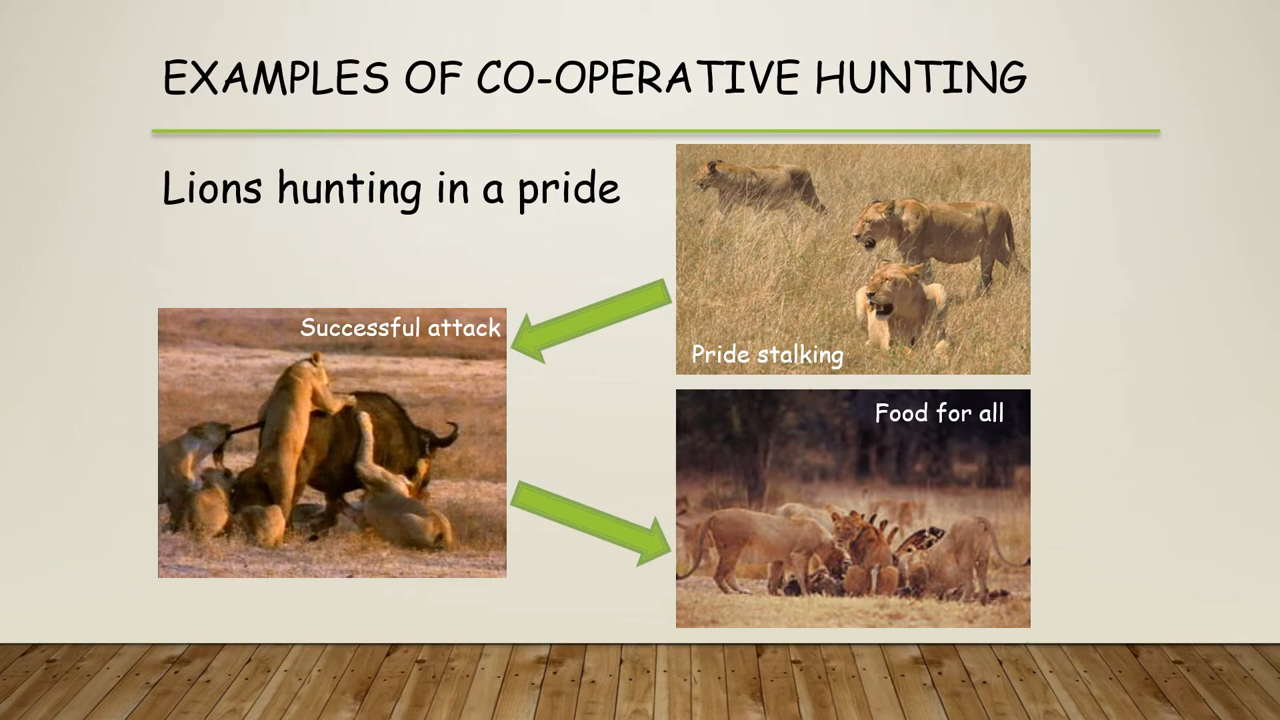 EXAMPLES OF CO-OPERATIVE HUNTING
Lions hunting in a pride
Pride stalking
Successful attack
Food for all